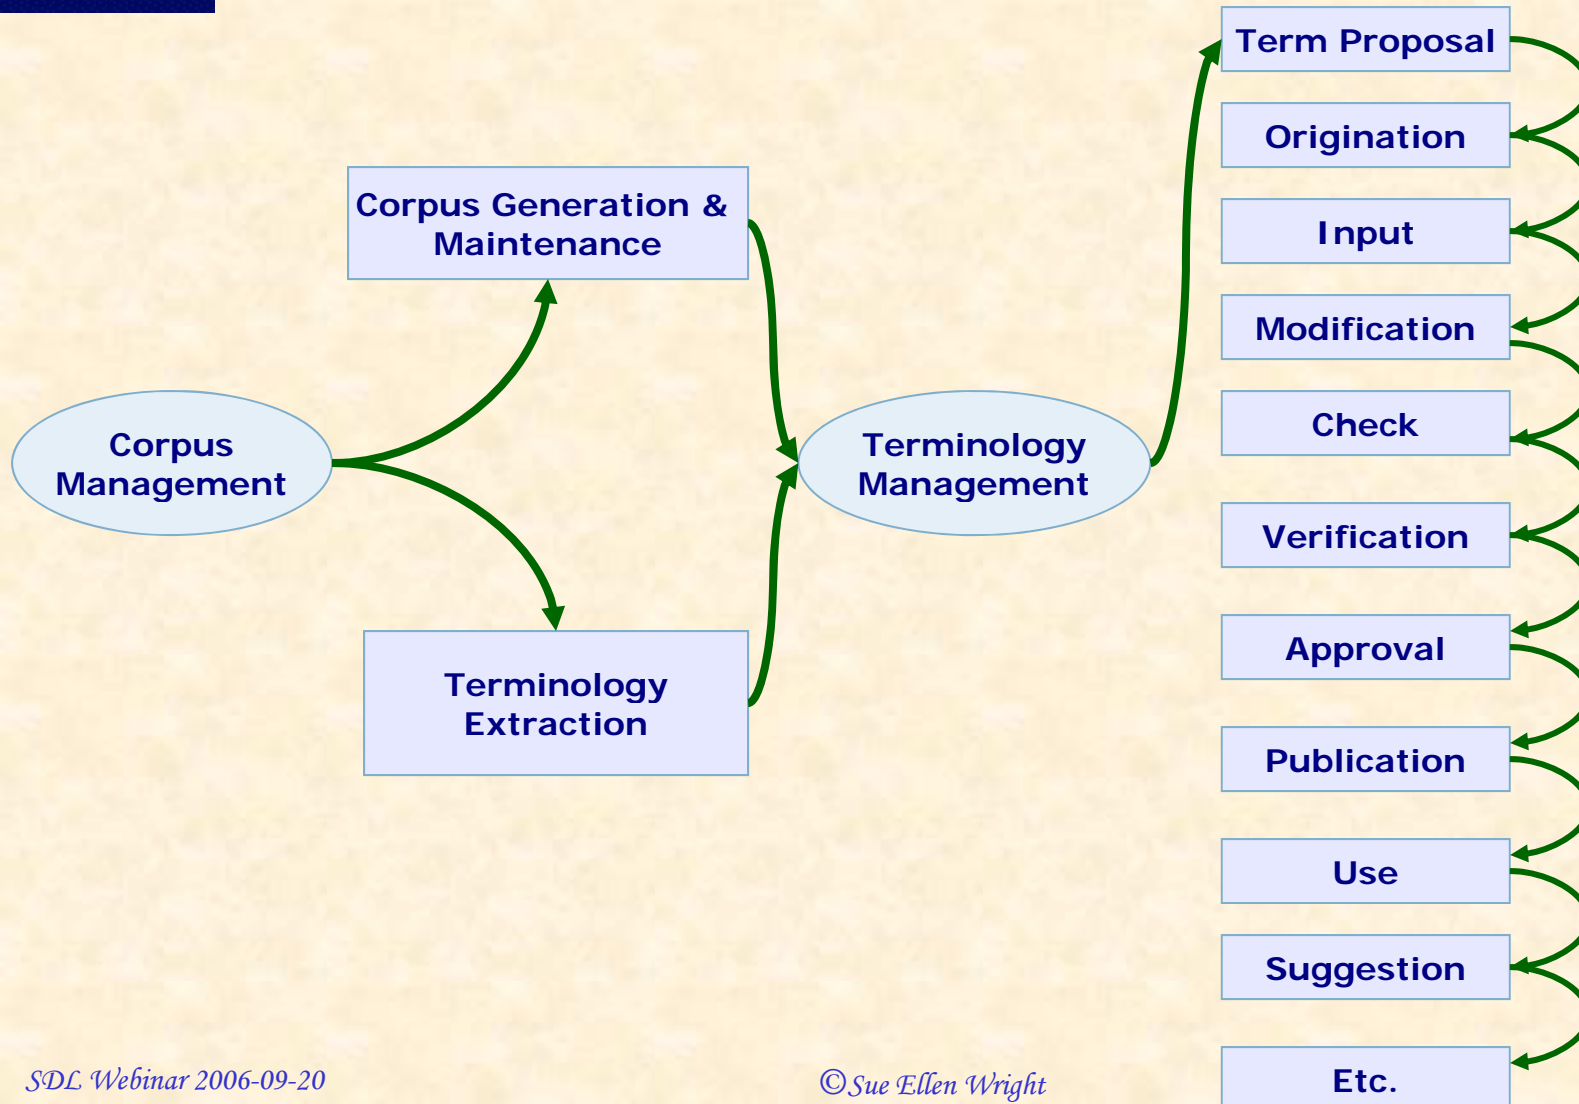 Term Proposal
Origination
Corpus Generation &
Maintenance
Input
Modification
Check
Corpus
Management
Terminology
Management
Verification
Approval
Terminology
Extraction
Publication
Use
Suggestion
Etc.
SDL Webinar 2006-09-20
© Sue Ellen Wright